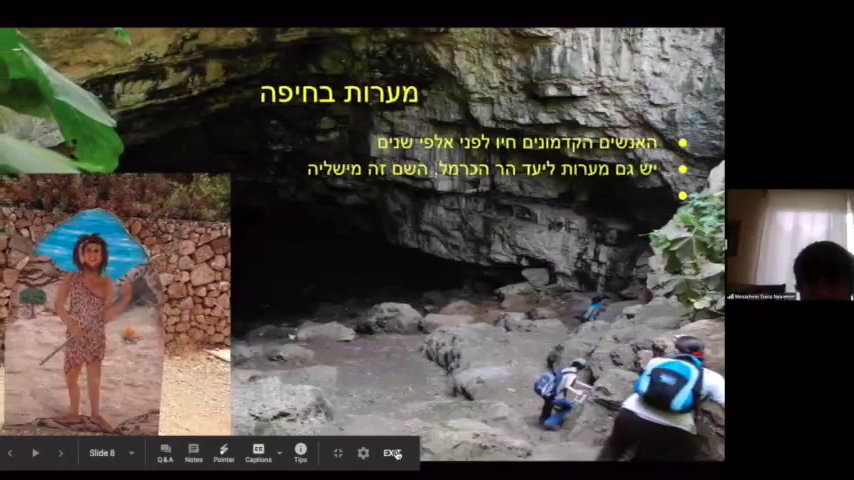 מערות בחיפה
האנשים הקדמונים חיו לפני אלפי שנים
יש גם מערות ליעד הר הכרמל, השם זה מישליה
Slide 8
Q&A
Notes
Pointer
Captions
Tips
EXIT